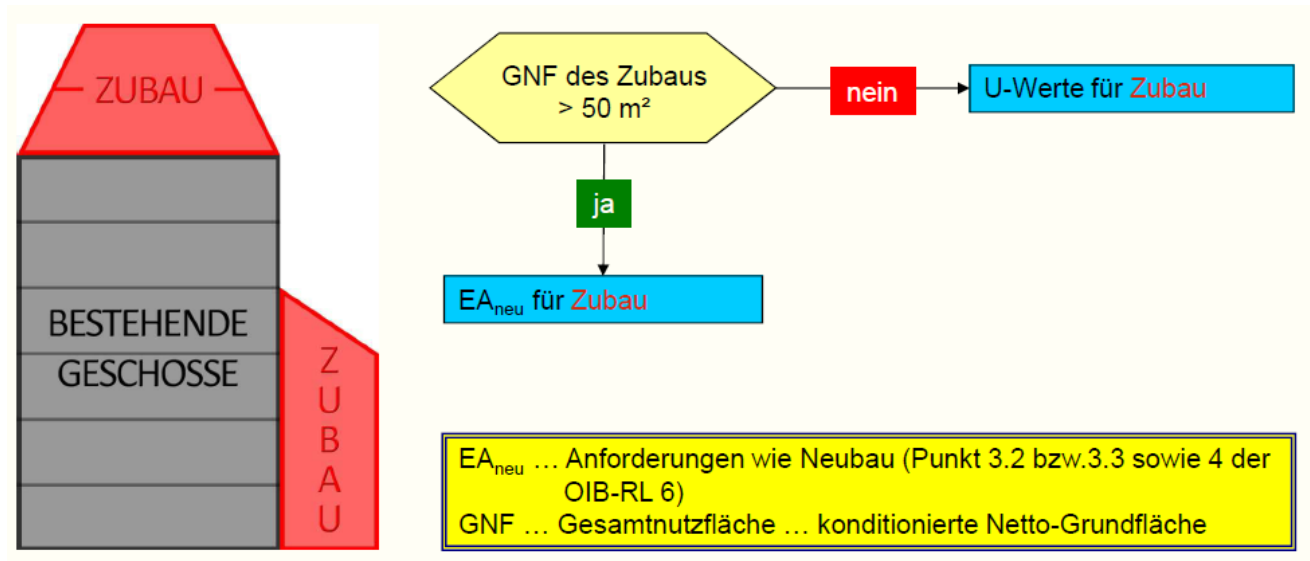 ZUBAU
BESTEHENDE
GESCHOSSE
ZUBAU
GNF des Zubaus
> 50 m²
nein
U-Werte für Zubau
ja
EAneu für Zubau
EAneu … Anforderungen wie Neubau (Punkt 3.2 bzw.3.3 sowie 4 der
OIB-RL 6)
GNF … Gesamtnutzfläche … konditionierte Netto-Grundfläche